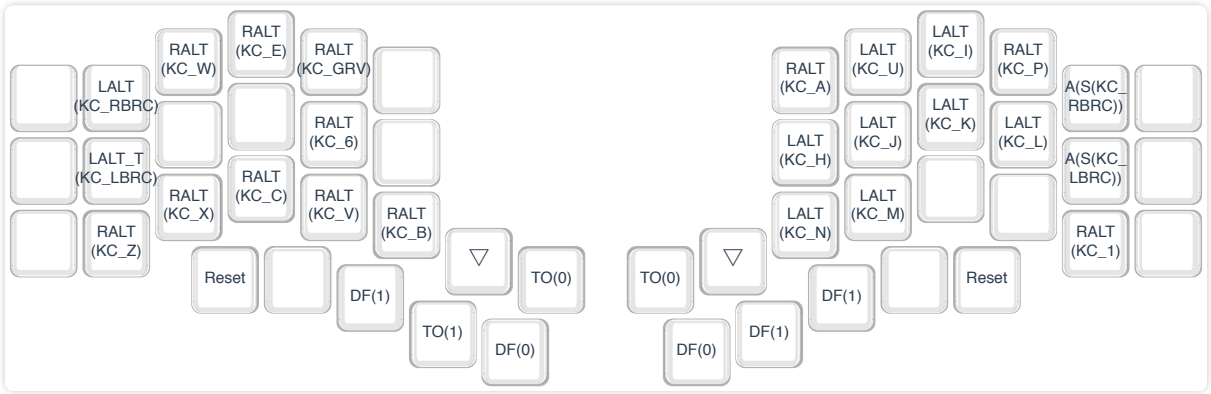 RALT
(KC_E)
LALT
(KC_I)
RALT
(KC_W)
RALT
(KC_GRV)
LALT
(KC_U)
RALT
(KC_P)
LALT
(KC_RBRC)
RALT
(KC_A)
A(S(KC_
RBRC))
RALT
(KC_6)
LALT
(KC_K)
LALT
(KC_J)
LALT
(KC_L)
LALT_T
(KC_LBRC)
LALT
(KC_H)
A(S(KC_
LBRC))
RALT
(KC_C)
RALT
(KC_X)
RALT
(KC_V)
LALT
(KC_M)
RALT
(KC_Z)
RALT
(KC_B)
LALT
(KC_N)
RALT
(KC_1)
▽
▽
Reset
DF(1)
TO(0)
TO(0)
DF(1)
Reset
TO(1)
DF(0)
DF(0)
DF(1)